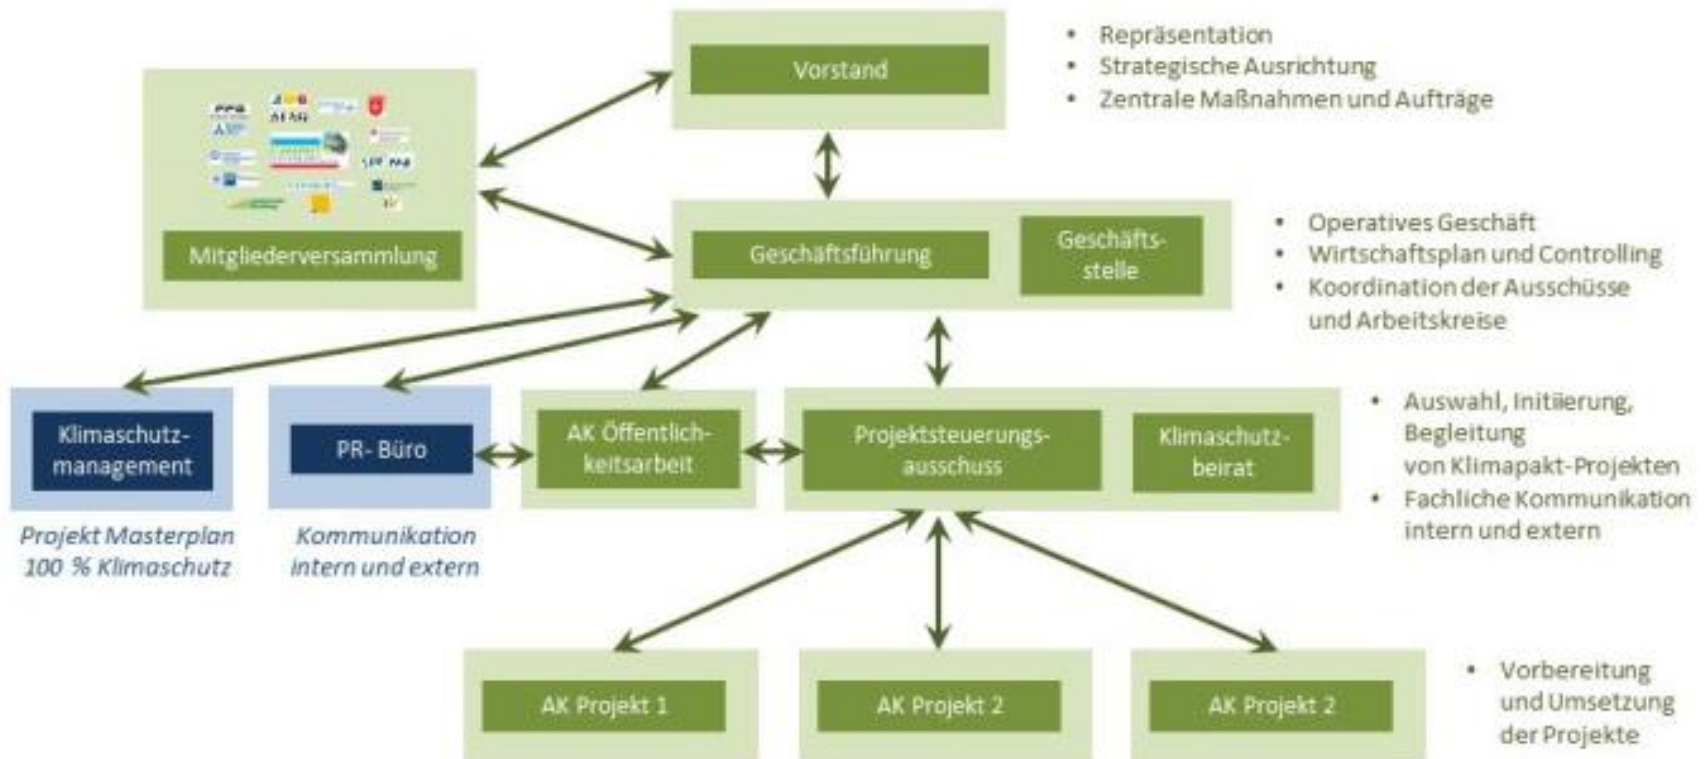 Vorstand
• Repräsentation
• Strategische Ausrichtung
• Zentrale Maßnahmen und Aufträge
Mitgliederversammlung
Geschäftsführung
Geschäfts-
stelle
• Operatives Geschäft
• Wirtschaftsplan und Controlling
• Koordination der Ausschüsse
und Arbeitskreise
Klimaschutz-
management
Projekt Masterplan
100 % Klimaschutz
PR- Büro
Kommunikation
intern und extern
AK Öffentlich-
keitsarbeit
Projektsteuerungs-
ausschuss
Klimaschutz-
beirat
• Auswahl, Initiierung,
Begleitung
von Klimapakt-Projekten
• Fachliche Kommunikation
intern und extern
AK Projekt 1
AK Projekt 2
AK Projekt 2
• Vorbereitung
und Umsetzung
der Projekte